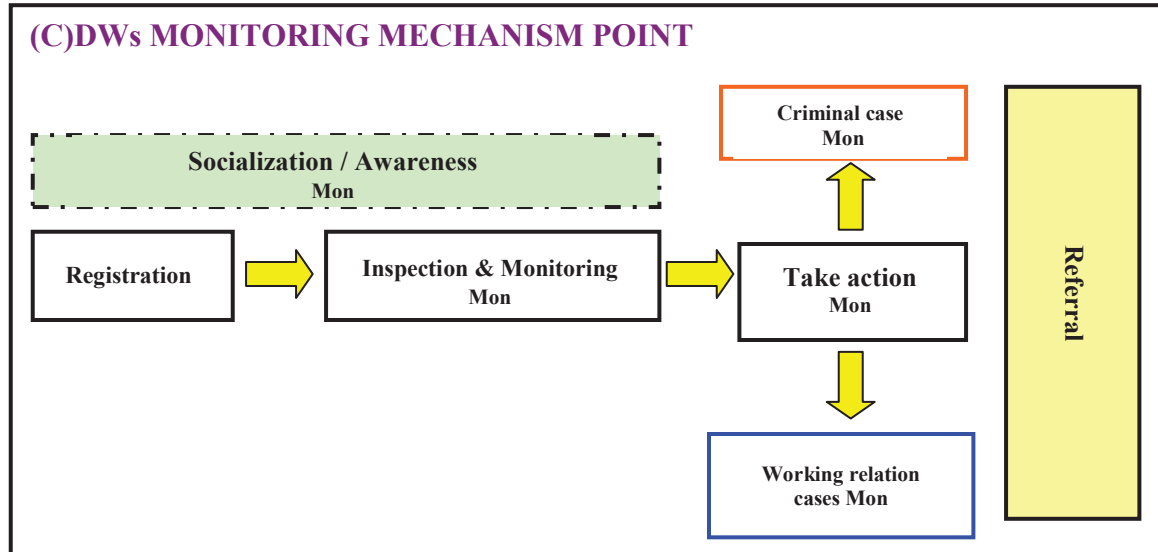 (C)DWs MONITORING MECHANISM POINT
Socialization / Awareness
Mon
Registration
Inspection & Monitoring
Mon
Take action
Mon
Criminal case
Mon
Working relation
cases Mon
Referral